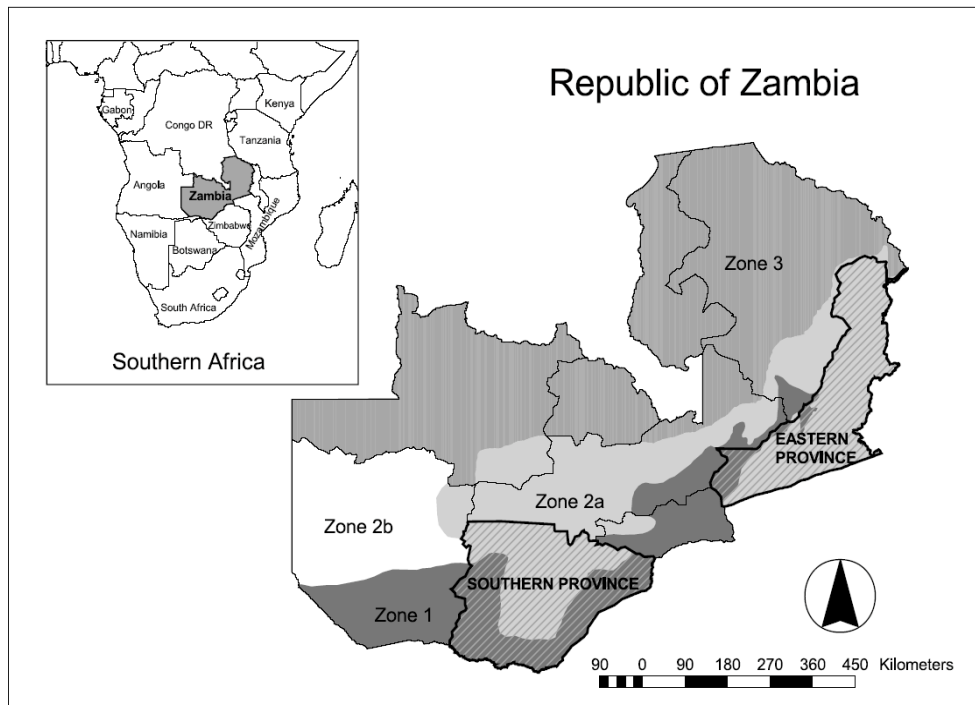 Republic of Zambia
Gabon
Congo DR
Kenya
Tanzania
Angola
Zambia
Mozambique
Zimbabwe
Namibia
Botswana
South Africa
Southern Africa
Zone 3
EASTERN
PROVINCE
Zone 2a
Zone 2b
SOUTHERN PROVINCE
Zone 1
90 0 90 180 270 360 450 Kilometers